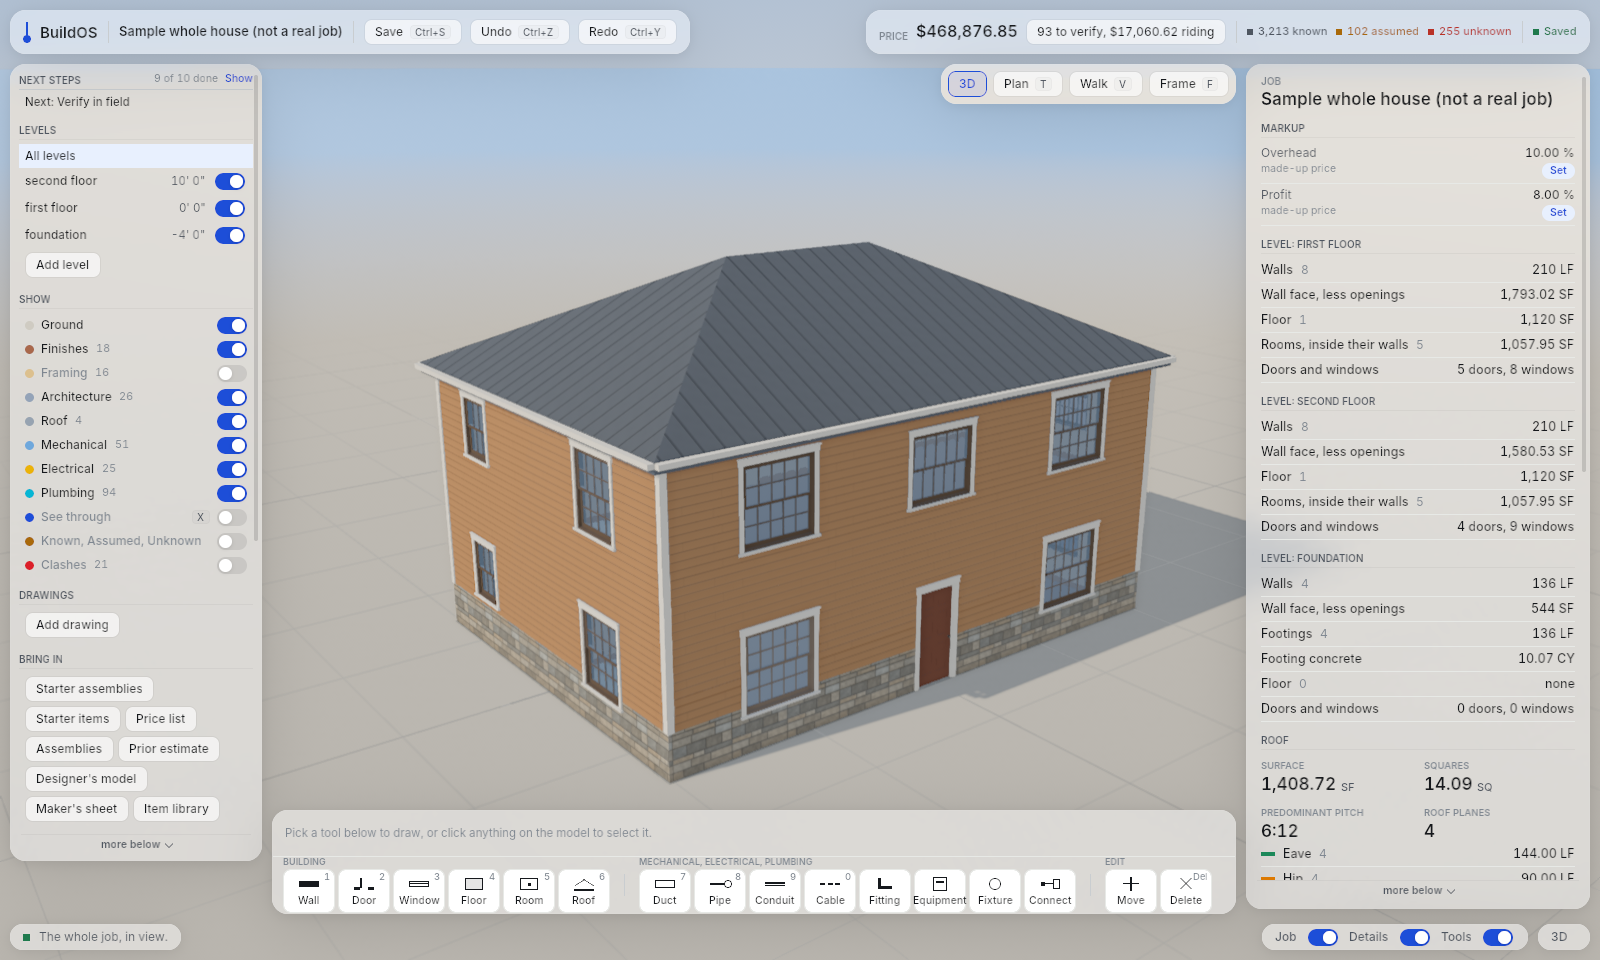 BuildOS
Sample whole house (not a real job)
Save Ctrl+S
Undo Ctrl+Z
Redo Ctrl+Y
PRICE $468,876.85
93 to verify, $17,060.62 riding
3,213 known
102 assumed
255 unknown
Saved
NEXT STEPS 9 of 10 done Show
Next: Verify in field
LEVELS
All levels
second floor 10' 0"
first floor 0' 0"
foundation -4' 0"
Add level
SHOW
Ground
Finishes 18
Framing 16
Architecture 26
Roof 4
Mechanical 51
Electrical 25
Plumbing 94
See through X
Known, Assumed, Unknown
Clashes 21
DRAWINGS
Add drawing
BRING IN
Starter assemblies
Starter items Price list
Assemblies Prior estimate
Designer's model
Maker's sheet Item library
more below
3D
Plan T
Walk V
Frame F
JOB
Sample whole house (not a real job)
MARKUP
Overhead 10.00 %
made-up price Set
Profit 8.00 %
made-up price Set
LEVEL: FIRST FLOOR
Walls 8 210 LF
Wall face, less openings 1,793.02 SF
Floor 1 1,120 SF
Rooms, inside their walls 5 1,057.95 SF
Doors and windows 5 doors, 8 windows
LEVEL: SECOND FLOOR
Walls 8 210 LF
Wall face, less openings 1,580.53 SF
Floor 1 1,120 SF
Rooms, inside their walls 5 1,057.95 SF
Doors and windows 4 doors, 9 windows
LEVEL: FOUNDATION
Walls 4 136 LF
Wall face, less openings 544 SF
Footings 4 136 LF
Footing concrete 10.07 CY
Floor 0 none
Doors and windows 0 doors, 0 windows
ROOF
SURFACE SQUARES
1,408.72 SF 14.09 SQ
PREDOMINANT PITCH ROOF PLANES
6:12 4
Eave 4 144.00 LF
Hip 4 90.00 LF
more below
Pick a tool below to draw, or click anything on the model to select it.
BUILDING
Wall 1
Door 2
Window 3
Floor 4
Room 5
Roof 6
MECHANICAL, ELECTRICAL, PLUMBING
Duct 7
Pipe 8
Conduit 9
Cable 0
Fitting
Equipment
Fixture
Connect
EDIT
Move
Delete Del
The whole job, in view.
Job Details Tools
3D